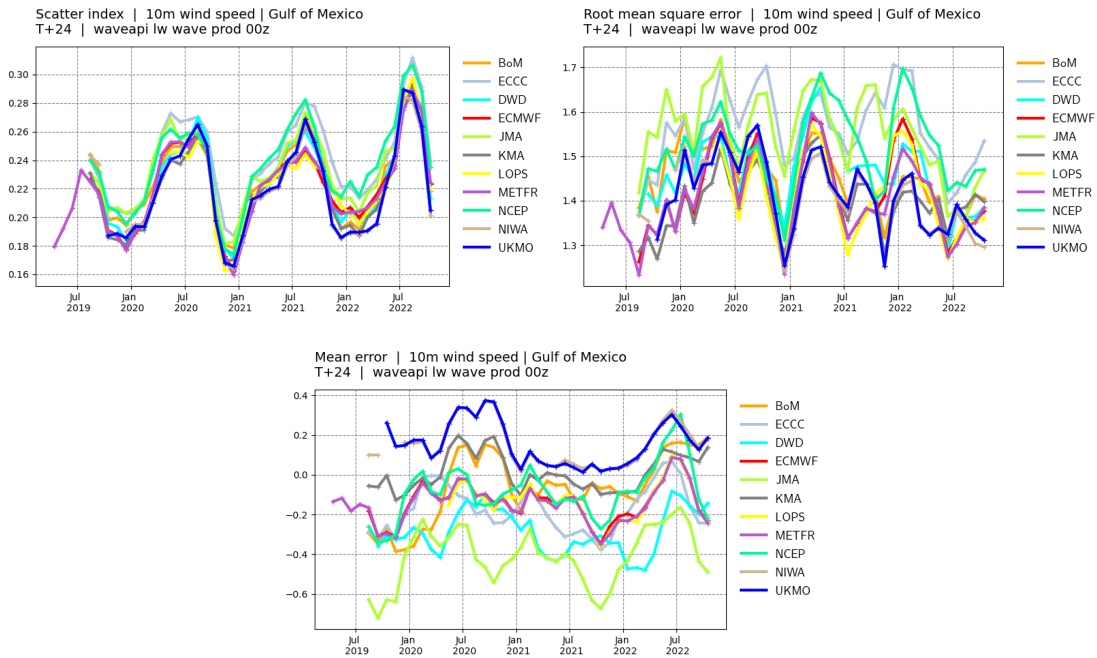 Scatter index | 10m wind speed | Gulf of Mexico
T+24 | waveapi lw wave prod 00z
0.30
0.28
0.26
0.24
0.22
0.20
0.18
0.16
Jul
2019
Jan
2020
Jul
2020
Jan
2021
Jul
2021
Jan
2022
Jul
2022
BoM
ECCC
DWD
ECMWF
JMA
KMA
LOPS
METFR
NCEP
NIWA
UKMO
Root mean square error | 10m wind speed | Gulf of Mexico
T+24 | waveapi lw wave prod 00z
1.7
1.6
1.5
1.4
1.3
Jul
2019
Jan
2020
Jul
2020
Jan
2021
Jul
2021
Jan
2022
Jul
2022
BoM
ECCC
DWD
ECMWF
JMA
KMA
LOPS
METFR
NCEP
NIWA
UKMO
Mean error | 10m wind speed | Gulf of Mexico
T+24 | waveapi lw wave prod 00z
0.4
0.2
0.0
−0.2
−0.4
−0.6
Jul
2019
Jan
2020
Jul
2020
Jan
2021
Jul
2021
Jan
2022
Jul
2022
BoM
ECCC
DWD
ECMWF
JMA
KMA
LOPS
METFR
NCEP
NIWA
UKMO